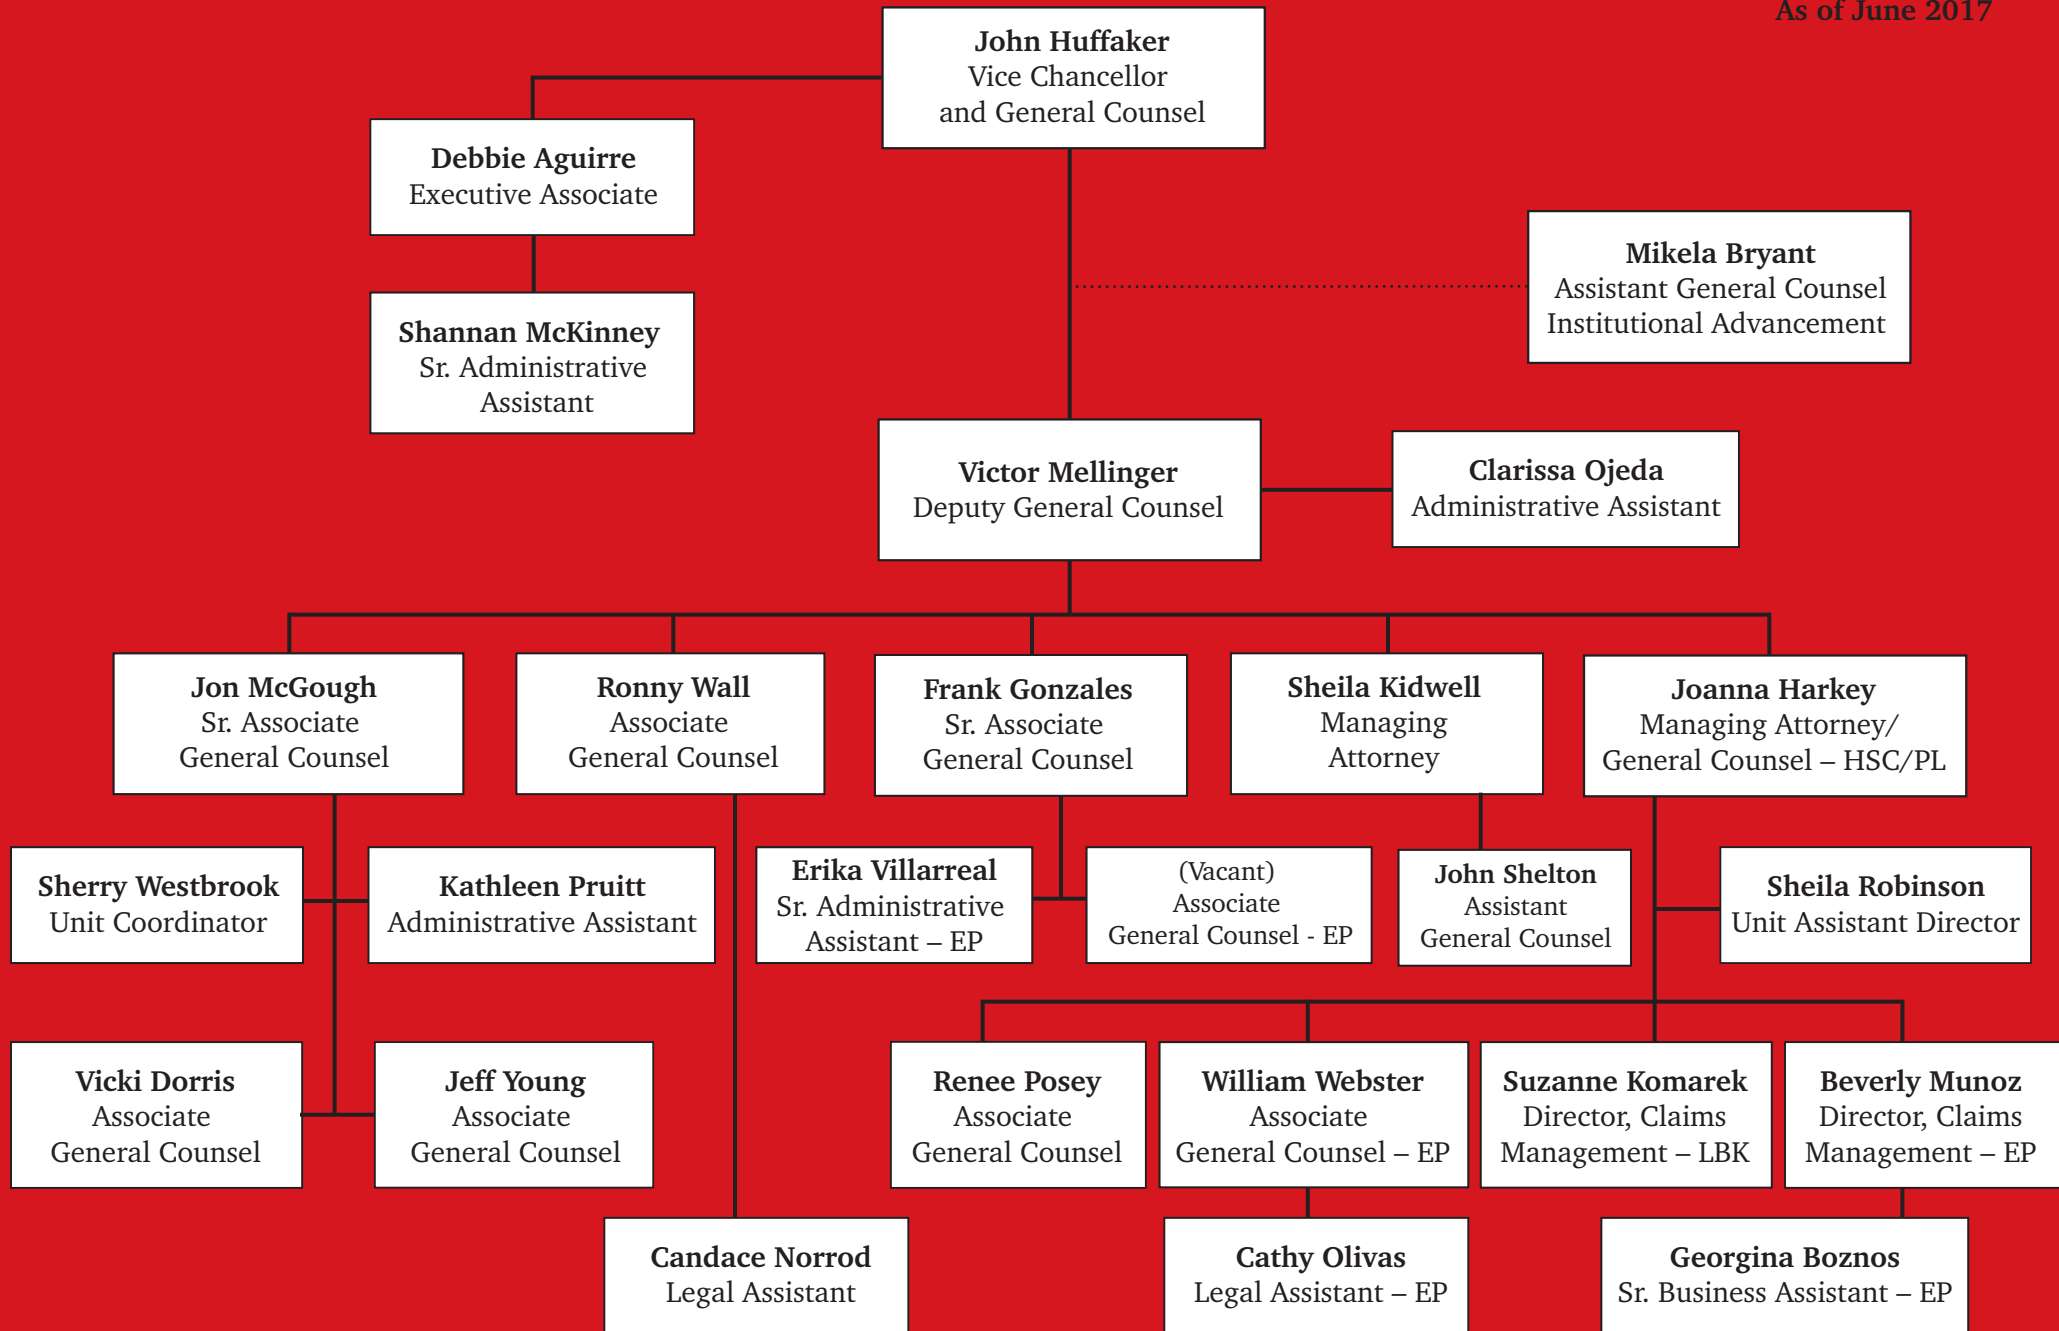 As of June 2017
John Huffaker
Vice Chancellor
and General Counsel
Debbie Aguirre
Executive Associate
Mikela Bryant
Assistant General Counsel
Institutional Advancement
Shannan McKinney
Sr. Administrative
Assistant
Victor Mellinger
Deputy General Counsel
Clarissa Ojeda
Administrative Assistant
Jon McGough
Sr. Associate
General Counsel
Ronny Wall
Associate
General Counsel
Frank Gonzales
Sr. Associate
General Counsel
Sheila Kidwell
Managing
Attorney
Joanna Harkey
Managing Attorney/
General Counsel – HSC/PL
Sherry Westbrook
Unit Coordinator
Kathleen Pruitt
Administrative Assistant
Erika Villarreal
Sr. Administrative
Assistant – EP
(Vacant)
Associate
General Counsel - EP
John Shelton
Assistant
General Counsel
Sheila Robinson
Unit Assistant Director
Vicki Dorris
Associate
General Counsel
Jeff Young
Associate
General Counsel
Renee Posey
Associate
General Counsel
William Webster
Associate
General Counsel – EP
Suzanne Komarek
Director, Claims
Management – LBK
Beverly Munoz
Director, Claims
Management – EP
Candace Norrod
Legal Assistant
Cathy Olivas
Legal Assistant – EP
Georgina Boznos
Sr. Business Assistant – EP